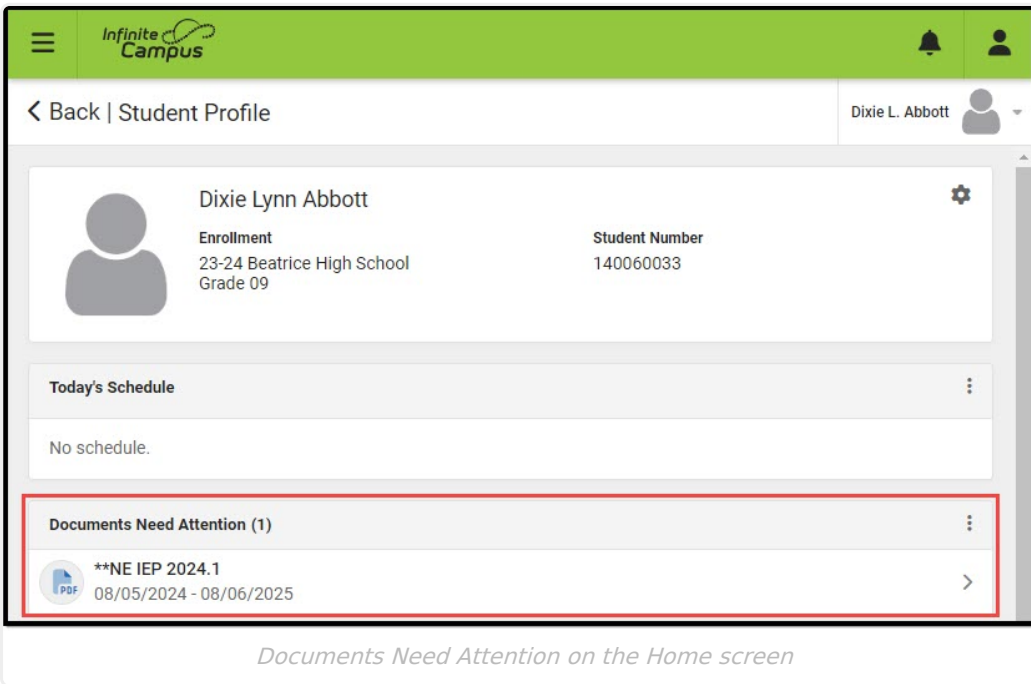 Infinite
Campus
Back | Student Profile
Dixie L. Abbott
Dixie Lynn Abbott
Enrollment
Student Number
23-24 Beatrice High School
140060033
Grade 09
Today's Schedule
No schedule.
Documents Need Attention (1)
**NE IEP 2024.1
PDF
08/05/2024 - 08/06/2025
Documents Need Attention on the Home screen